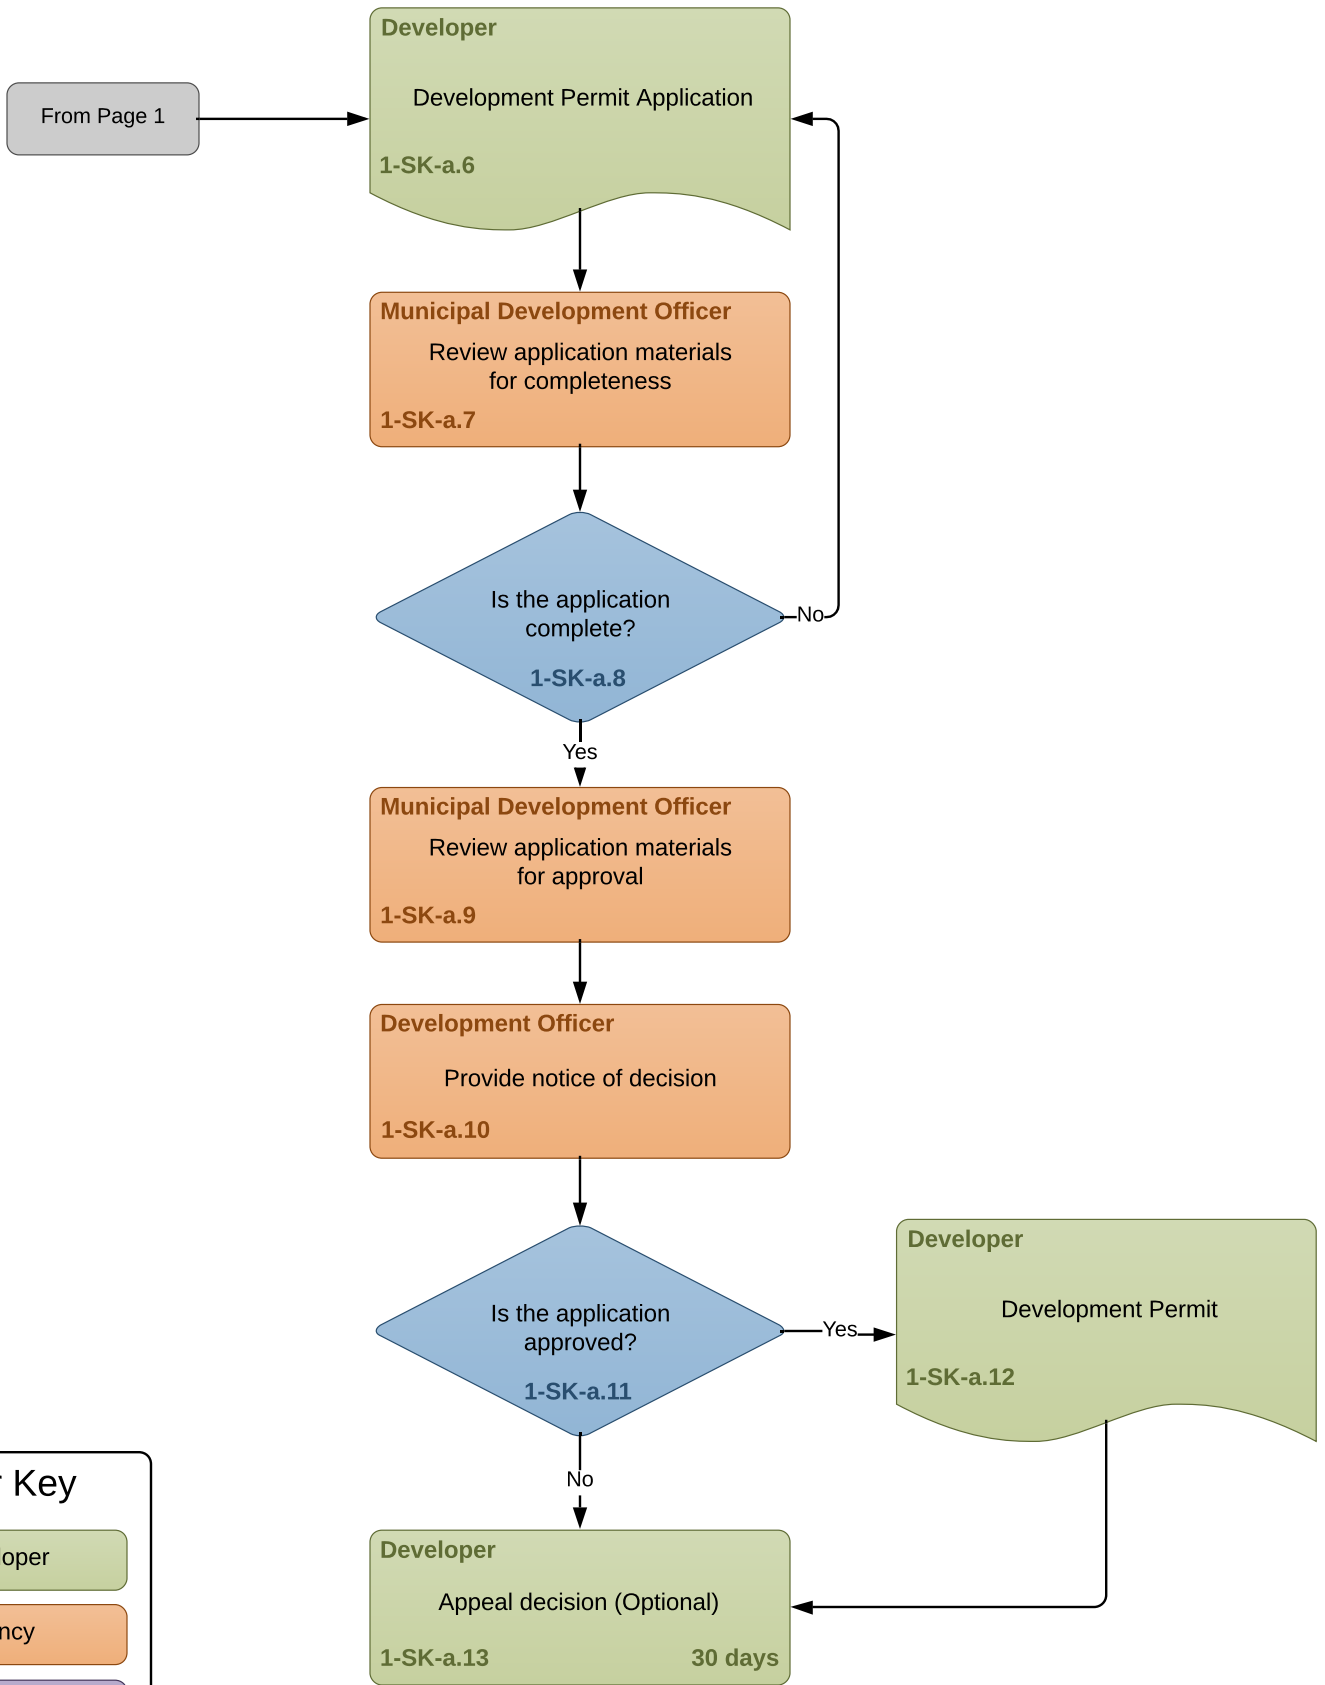 Developer
Development Permit Application
From Page 1
1-SK-a.6
Municipal Development Officer
Review application materials
for completeness
1-SK-a.7
Is the application
complete?
No
1-SK-a.8
Yes
Municipal Development Officer
Review application materials
for approval
1-SK-a.9
Development Officer
Provide notice of decision
1-SK-a.10
Is the application
approved?
1-SK-a.11
Yes
Developer
Development Permit
1-SK-a.12
No
Developer
Appeal decision (Optional)
1-SK-a.13
30 days
Key